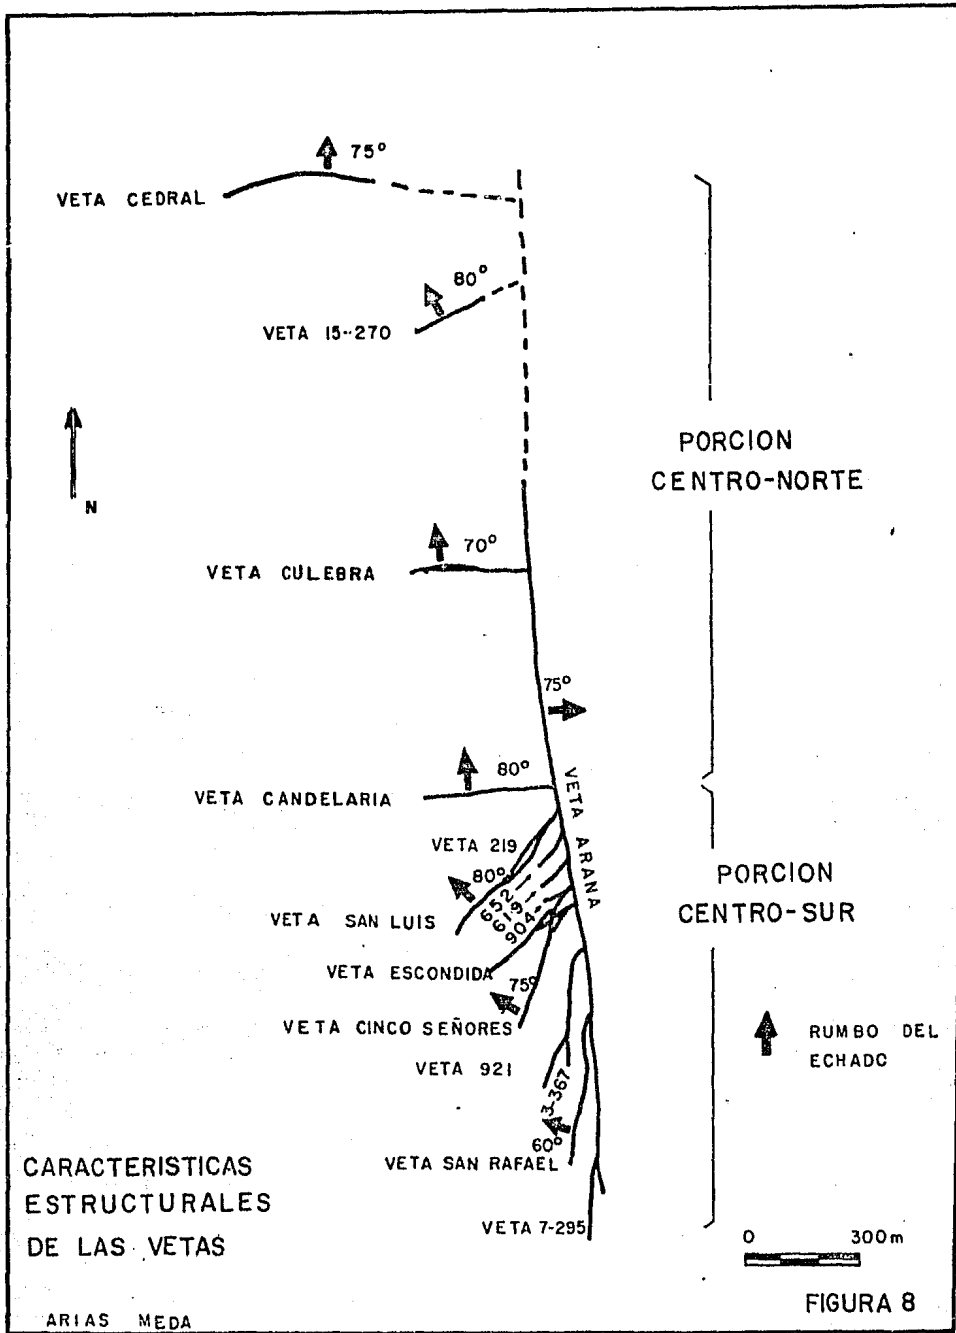 75°
VETA CEDRAL
80°
VETA 15-270
N
PORCION
CENTRO-NORTE
70°
VETA CULEBRA
75°
80°
VETA CANDELARIA
VETA ARANA
VETA 219
80°
652
619
904
VETA SAN LUIS
PORCION
CENTRO-SUR
VETA ESCONDIDA
75°
VETA CINCO SEÑORES
RUMBO DEL
ECHADO
VETA 921
3-367
60°
VETA SAN RAFAEL
CARACTERISTICAS
ESTRUCTURALES
DE LAS VETAS
VETA 7-295
0 300m
FIGURA 8
ARIAS MEDA